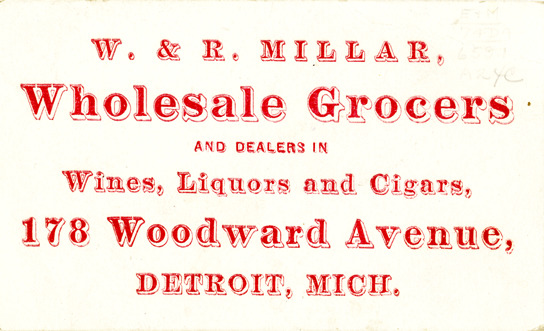 W. & R. MILLAR,
Wholesale Grocers
AND DEALERS IN
Wines, Liquors and Cigars,
178 Woodward Avenue,
DETROIT, MICH.